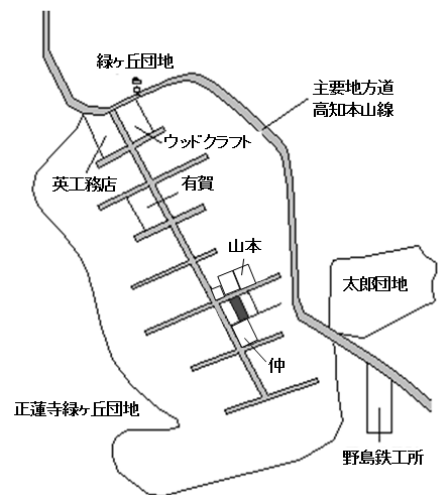 緑ヶ丘団地
主要地方道
高知本山線
ウッドクラフト
英工務店
有賀
山本
太郎団地
仲
正蓮寺緑ヶ丘団地
野島鉄工所